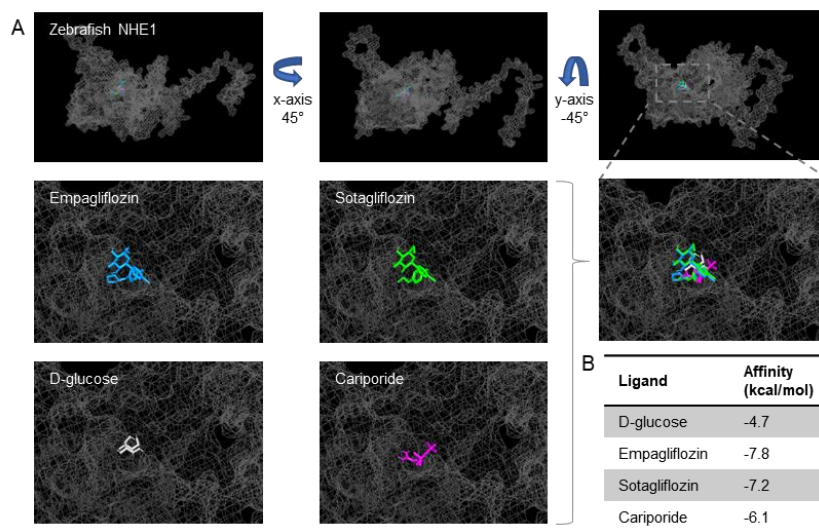 A
Zebrafish NHE1
x-axis
45°
y-axis
-45°
Empagliflozin
Sotagliflozin
D-glucose
Cariporide
B
Ligand Affinity
(kcal/mol)
D-glucose -4.7
Empagliflozin -7.8
Sotagliflozin -7.2
Cariporide -6.1